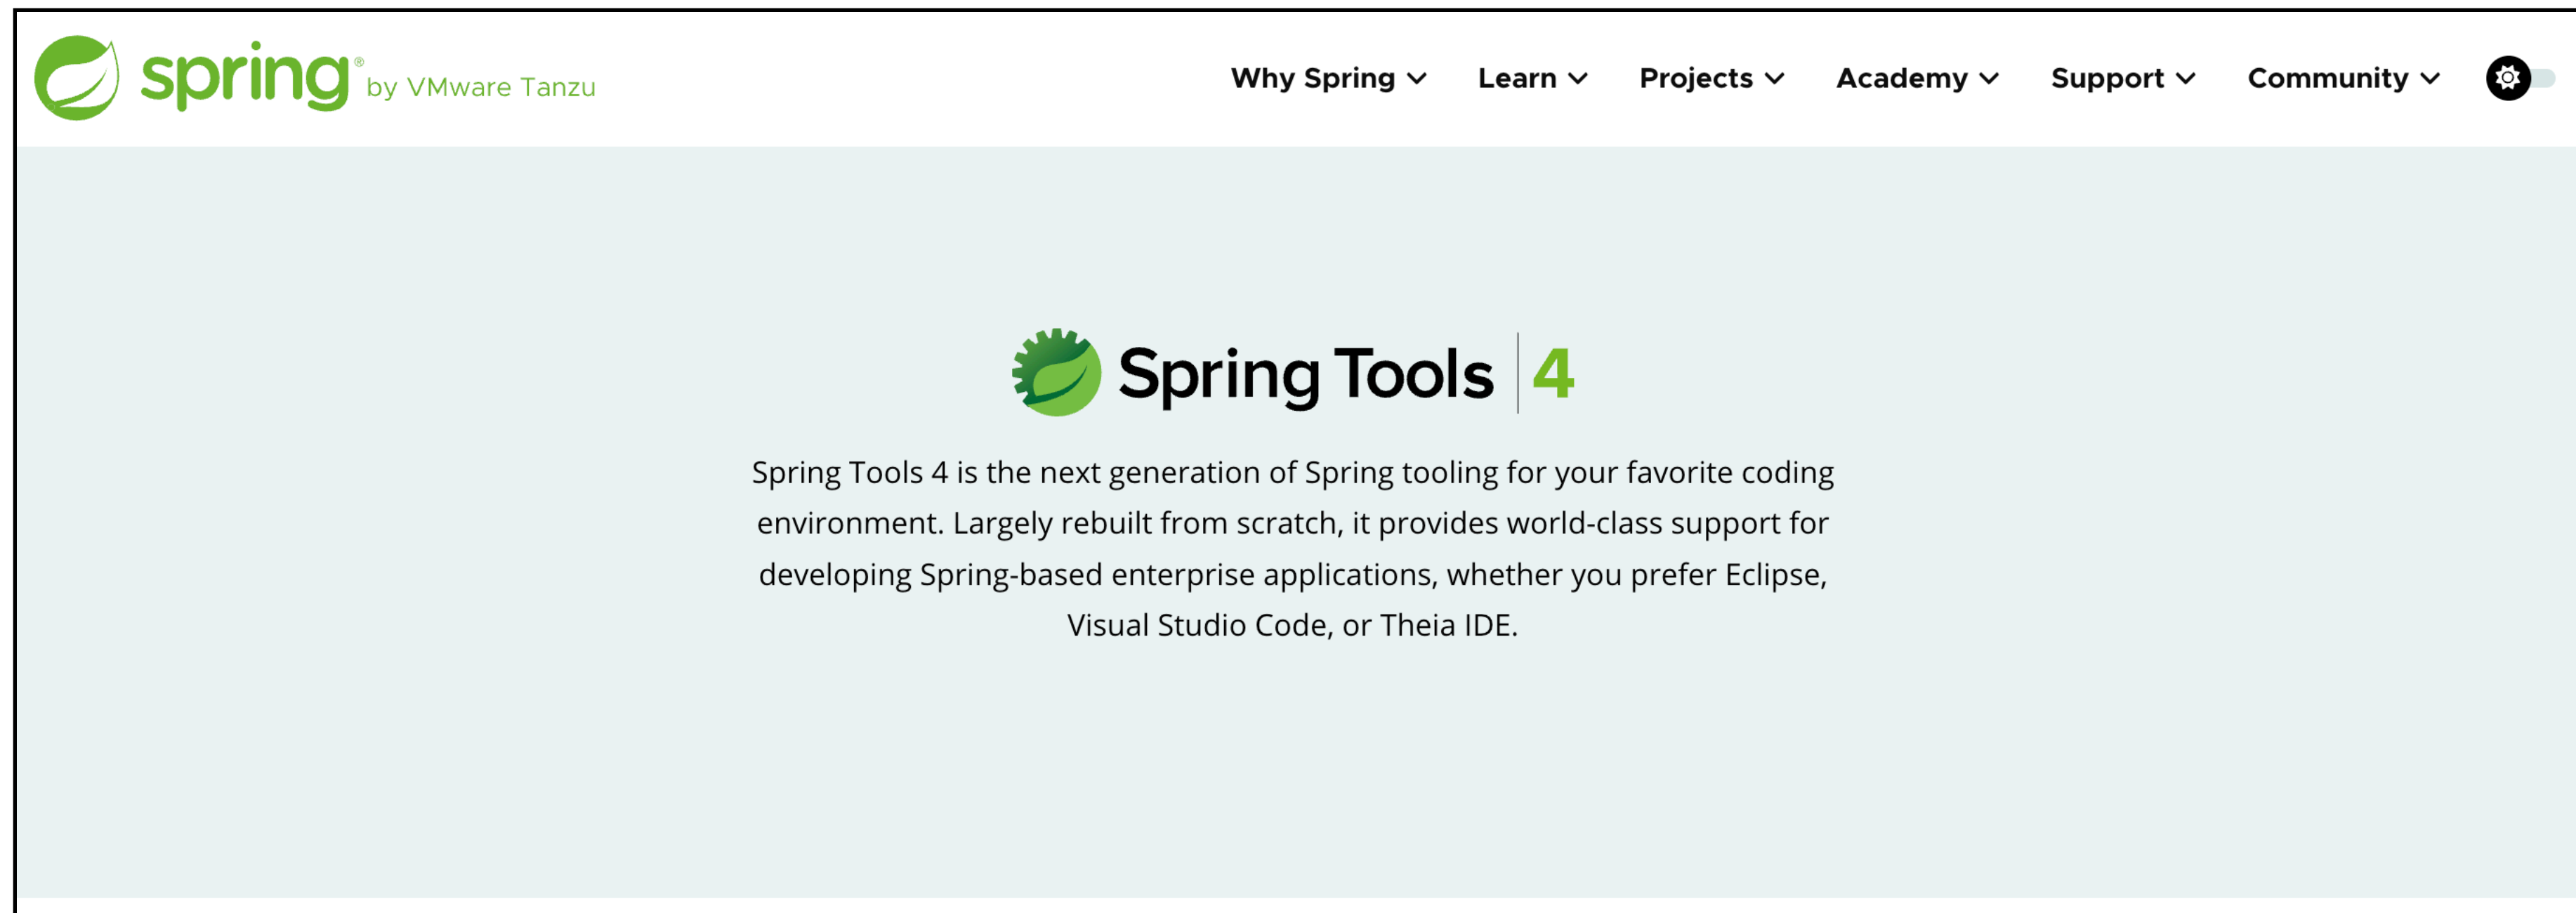 spring® by VMware Tanzu
Why Spring Learn Projects Academy Support Community
Spring Tools 4
Spring Tools 4 is the next generation of Spring tooling for your favorite coding
environment. Largely rebuilt from scratch, it provides world-class support for
developing Spring-based enterprise applications, whether you prefer Eclipse,
Visual Studio Code, or Theia IDE.